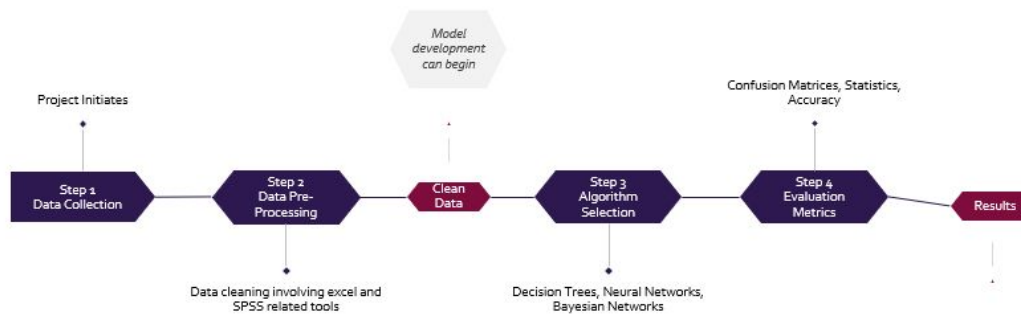 Model
development
can begin
Project Initiates
Confusion Matrices, Statistics,
Accuracy
Step 1
Data Collection
Step 2
Data Pre-
Processing
Clean
Data
Step 3
Algorithm
Selection
Step 4
Evaluation
Metrics
Results
Data cleaning involving excel and
SPSS related tools
Decision Trees, Neural Networks,
Bayesian Networks